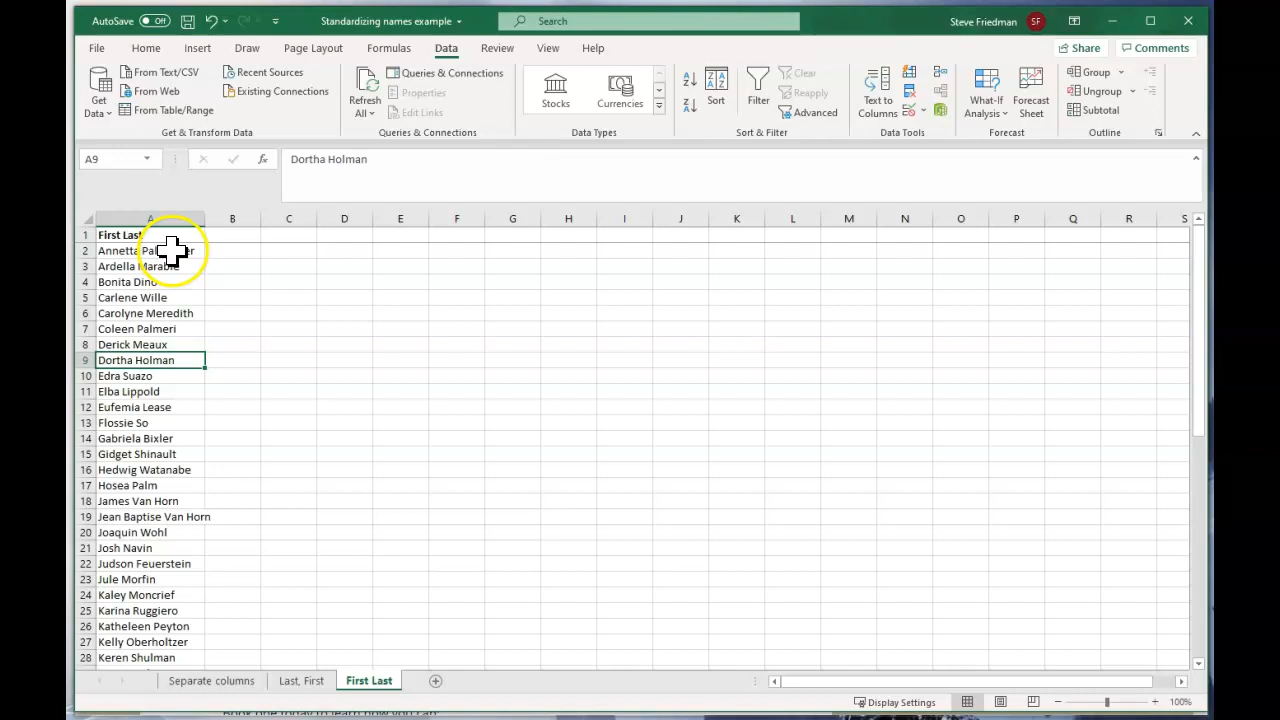 AutoSave Off Standardizing names example Search Steve Friedman SF
File Home Insert Draw Page Layout Formulas Data Review View Help Share Comments
Get Data
From Text/CSV
From Web
From Table/Range
Recent Sources
Existing Connections
Get & Transform Data
Refresh All
Queries & Connections
Properties
Edit Links
Queries & Connections
Stocks
Currencies
Data Types
Sort
Filter
Clear
Reapply
Advanced
Sort & Filter
Text to Columns
Data Tools
What-If Analysis
Forecast Sheet
Forecast
Group
Ungroup
Subtotal
Outline
A9 fx Dortha Holman
A B C D E F G H I J K L M N O P Q R S
1 First Last
2 Annetta
3 Ardella Marable
4 Bonita Dino
5 Carlene Wille
6 Carolyne Meredith
7 Coleen Palmeri
8 Derick Meaux
9 Dortha Holman
10 Edra Suazo
11 Elba Lippold
12 Eufemia Lease
13 Flossie So
14 Gabriela Bixler
15 Gidget Shinault
16 Hedwig Watanabe
17 Hosea Palm
18 James Van Horn
19 Jean Baptise Van Horn
20 Joaquin Wohl
21 Josh Navin
22 Judson Feuerstein
23 Jule Morfin
24 Kaley Moncrief
25 Karina Ruggiero
26 Katheleen Peyton
27 Kelly Oberholtzer
28 Keren Shulman
Separate columns Last, First First Last
Display Settings 100%